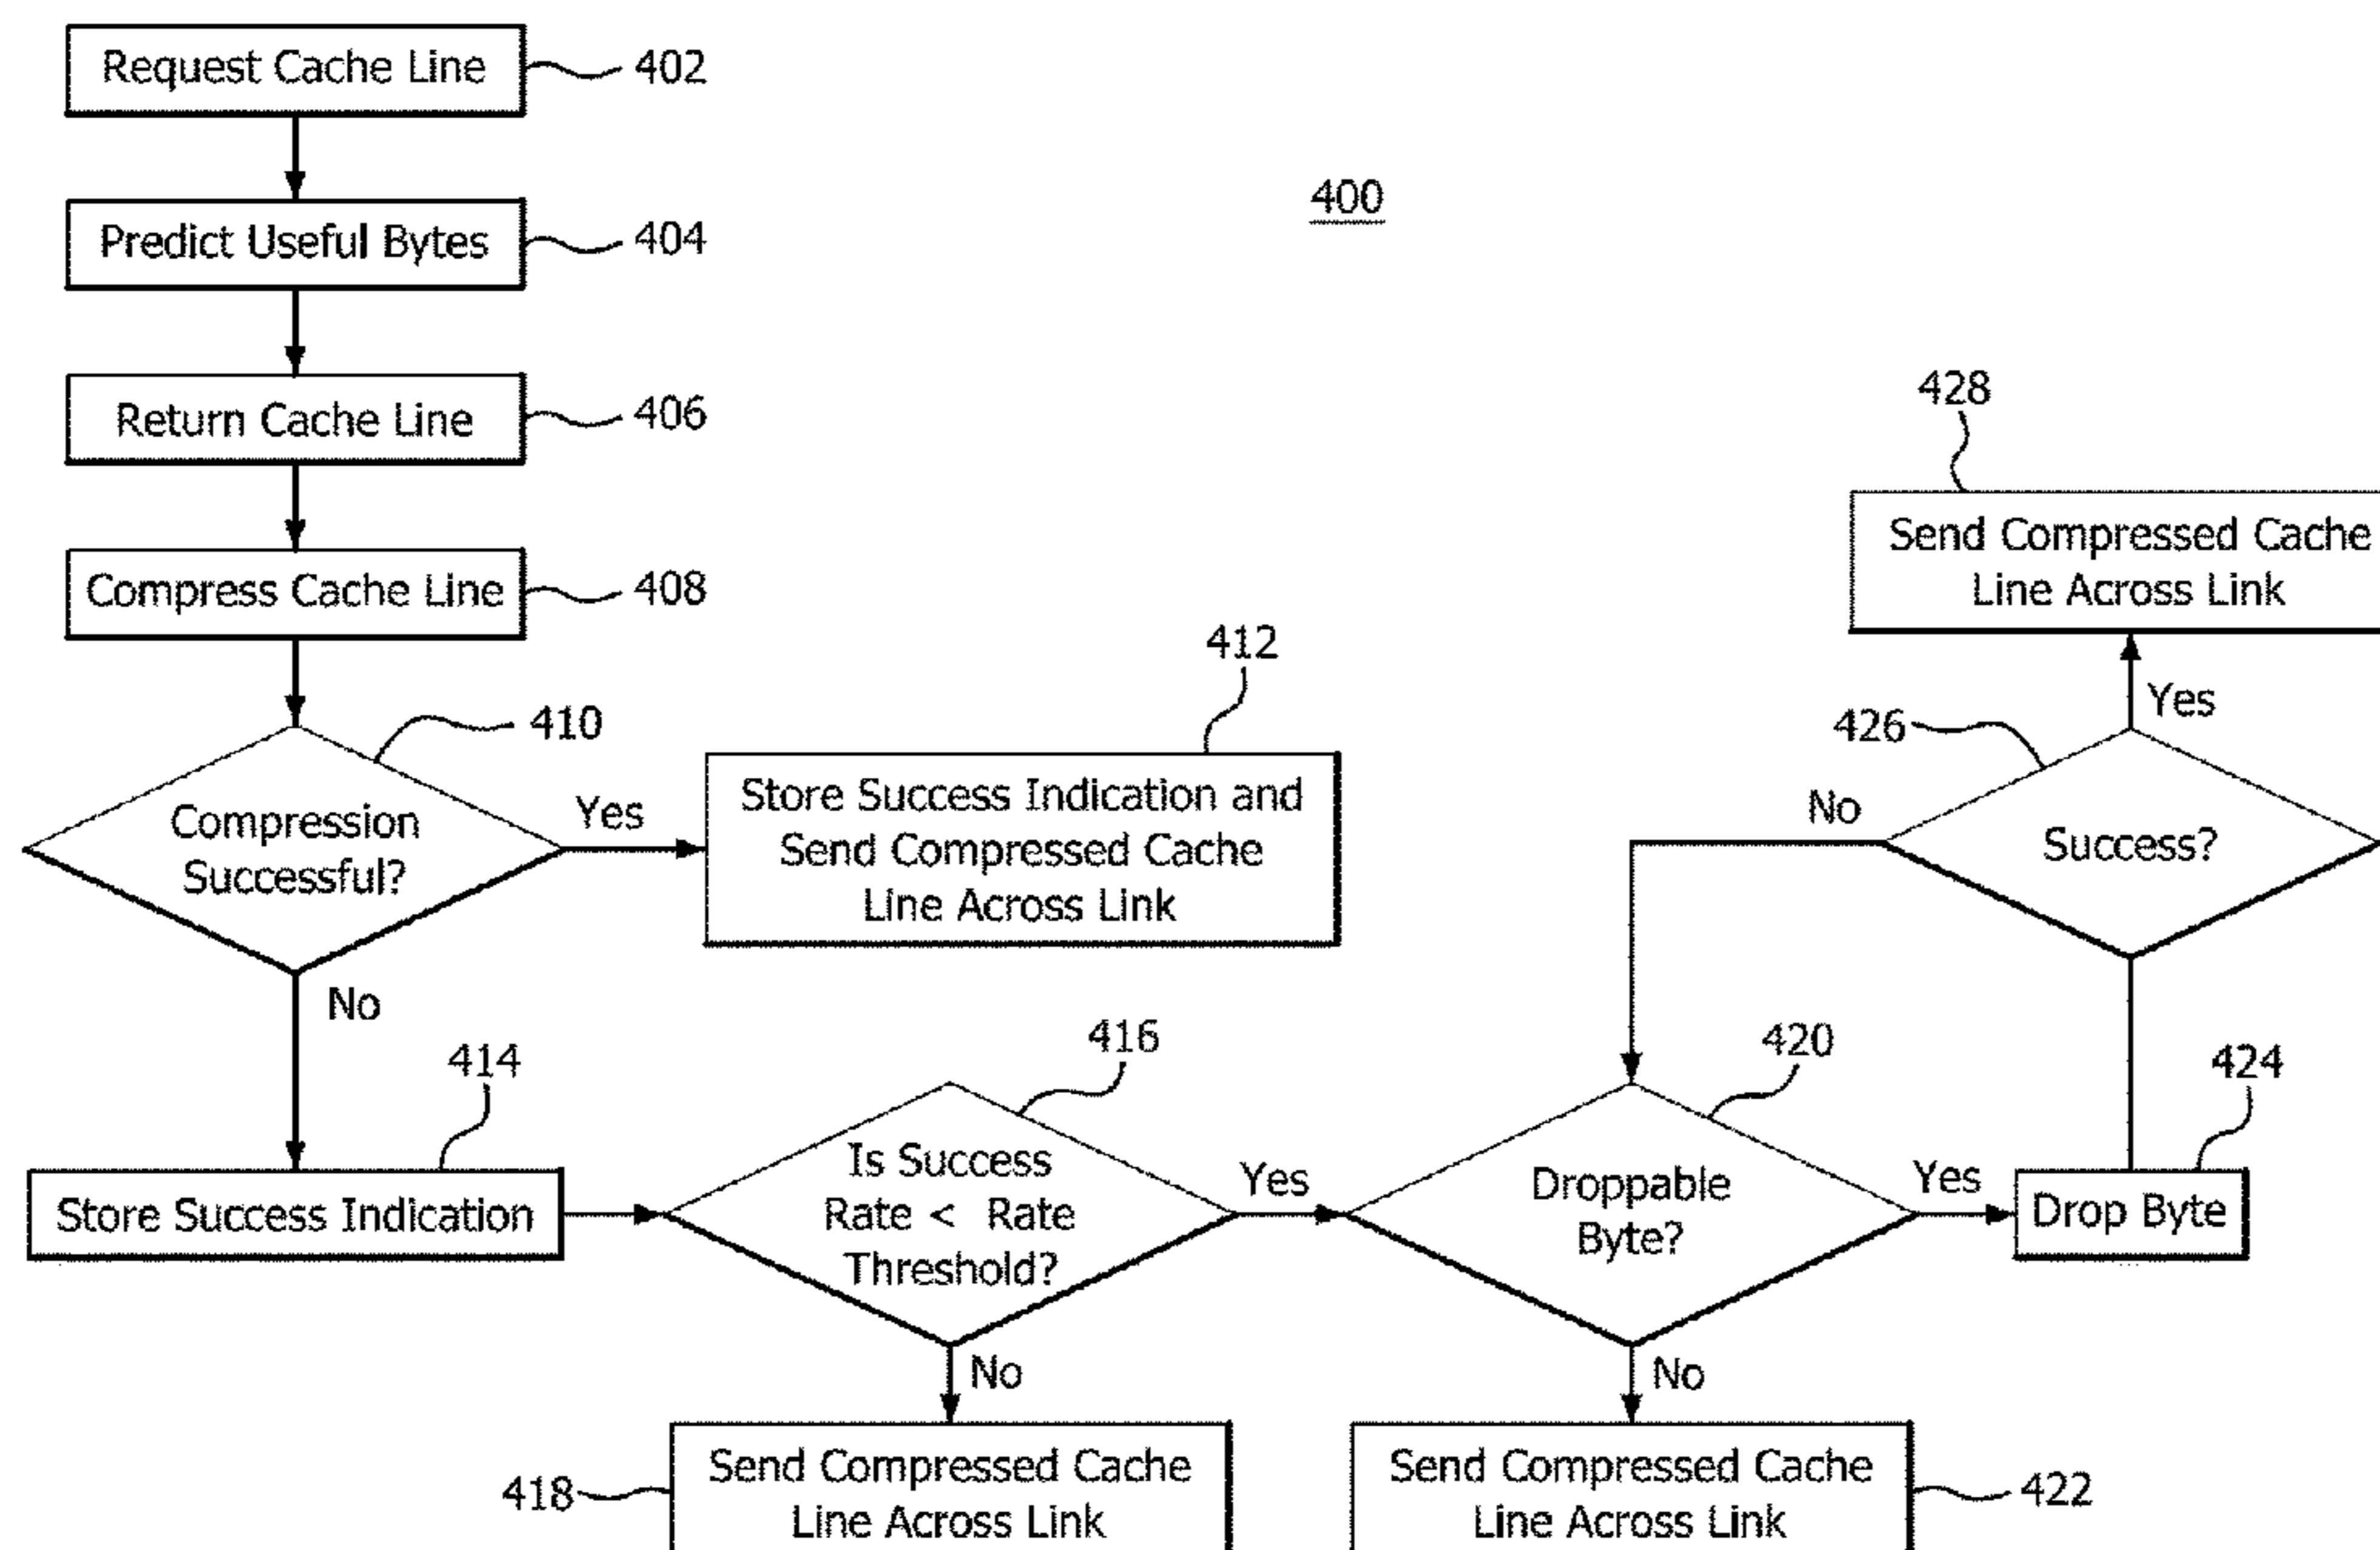 Request Cache Line
402
400
Predict Useful Bytes
404
Return Cache Line
406
428
Send Compressed Cache
Line Across Link
Compress Cache Line
408
412
410
Compression
Successful?
Yes
Store Success Indication and
Send Compressed Cache
Line Across Link
No
426
Yes
No
Success?
414
Store Success Indication
416
Is Success
Rate < Rate
Threshold?
Yes
420
Droppable
Byte?
Yes
424
Drop Byte
No
418
Send Compressed Cache
Line Across Link
No
Send Compressed Cache
Line Across Link
422